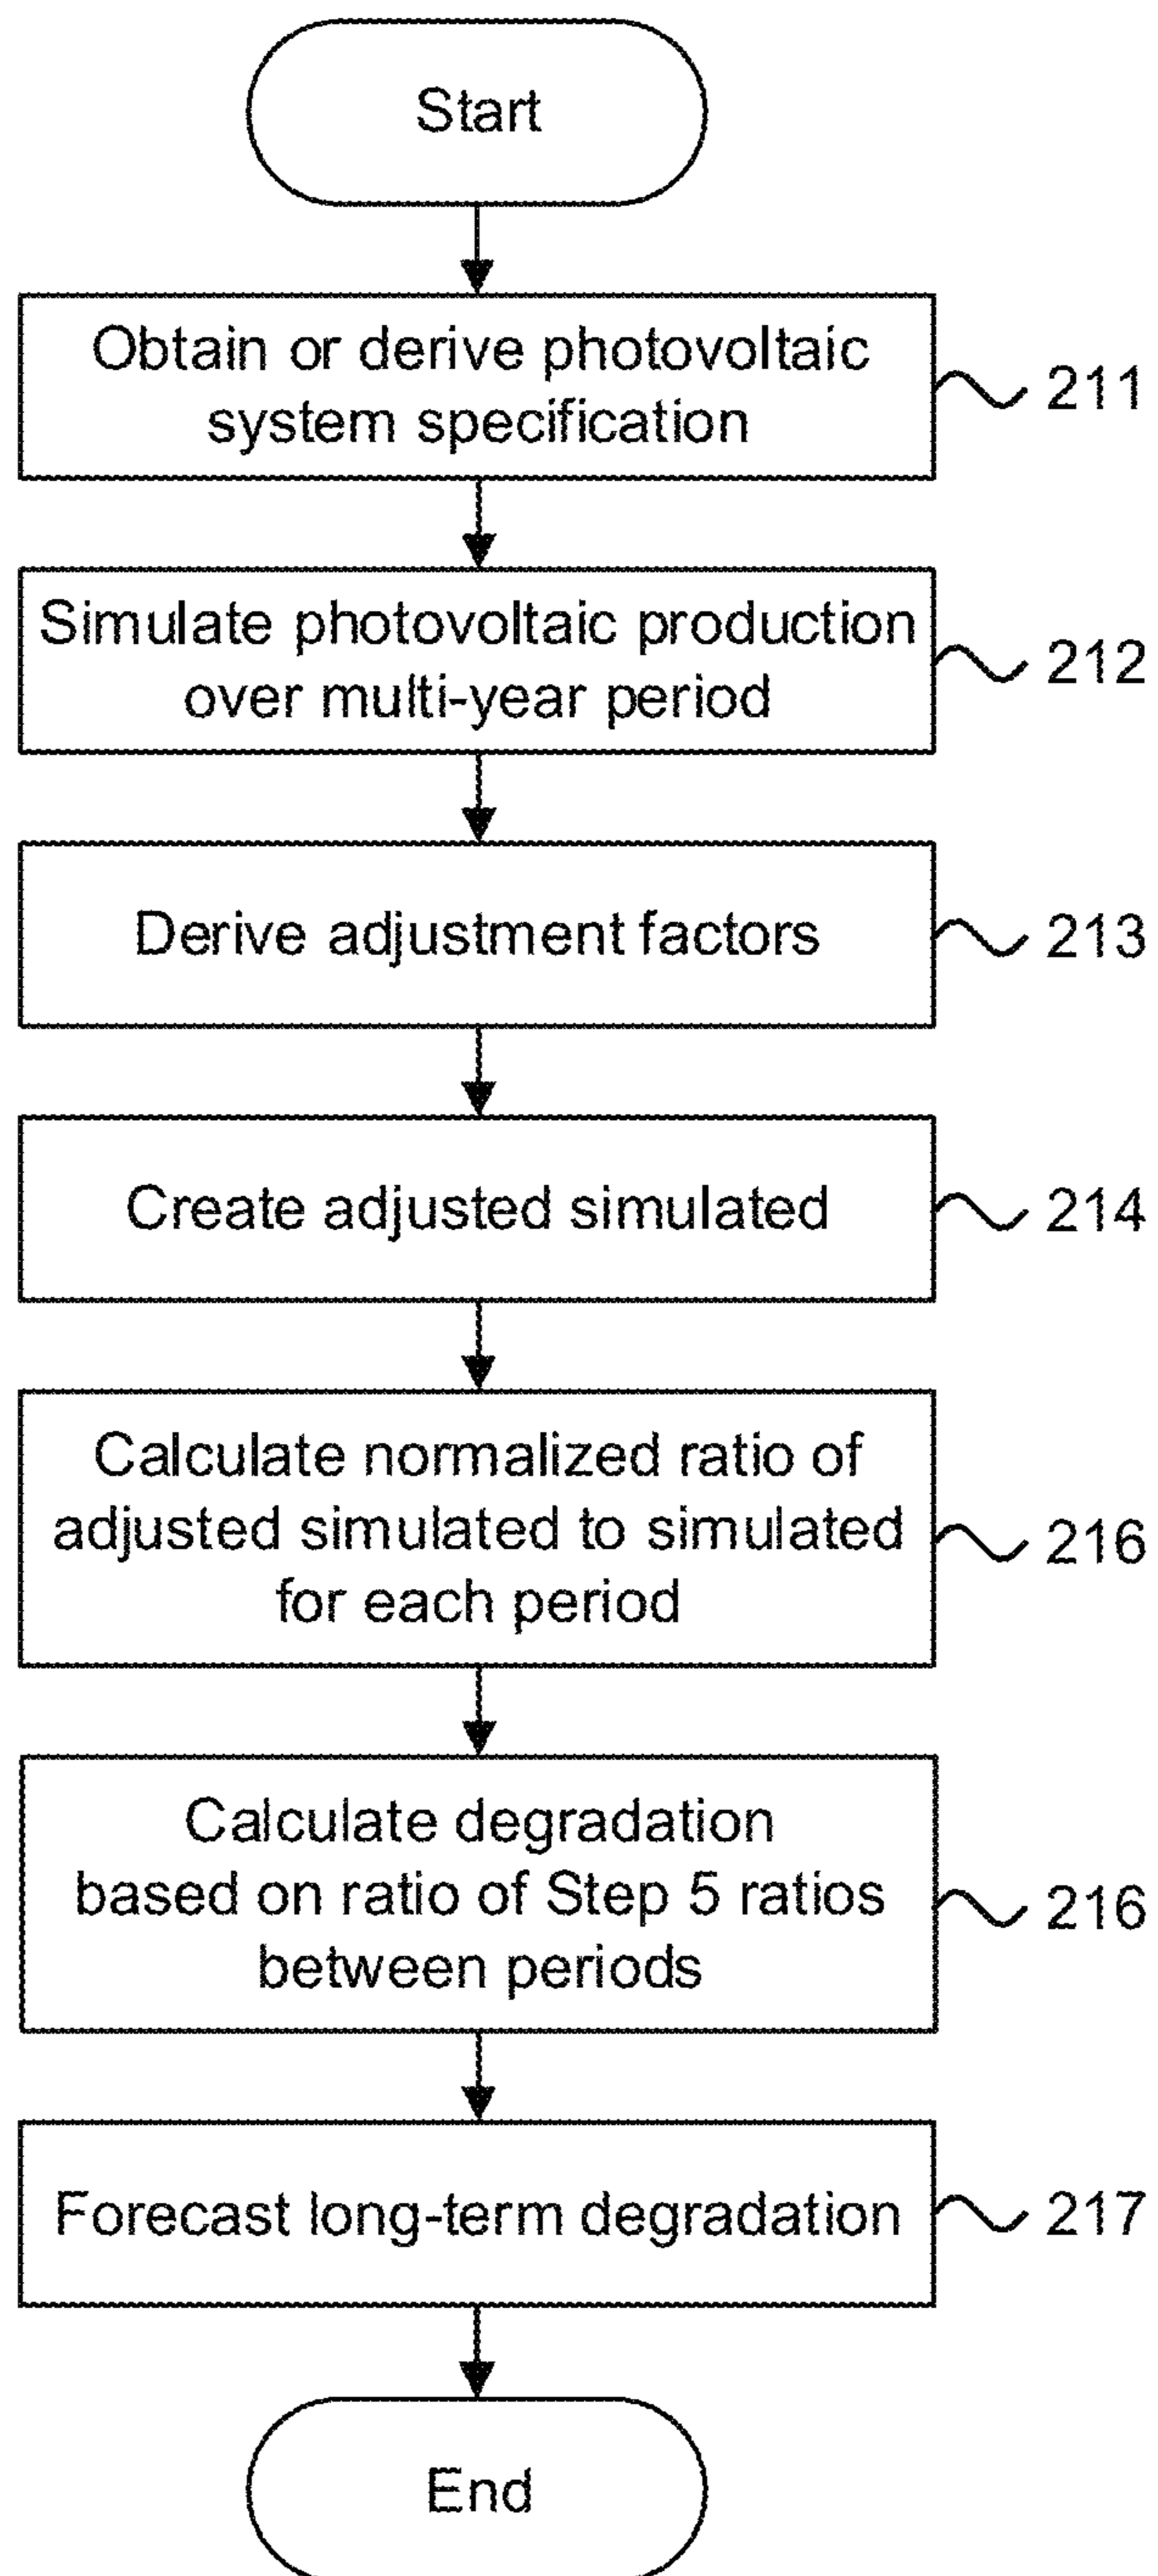 Start
Obtain or derive photovoltaic
system specification
211
Simulate photovoltaic production
over multi-year period
212
Derive adjustment factors
213
Create adjusted simulated
214
Calculate normalized ratio of
adjusted simulated to simulated
for each period
216
Calculate degradation
based on ratio of Step 5 ratios
between periods
216
Forecast long-term degradation
217
End